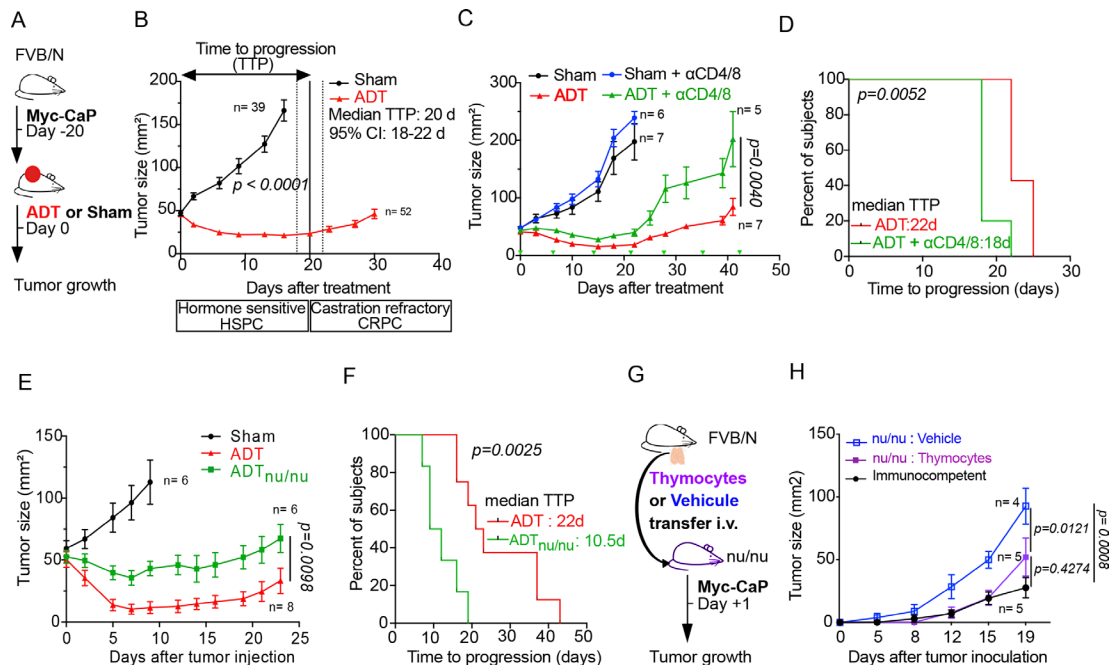 A
FVB/N
Myc-CaP
Day -20
ADT or Sham
Day 0
Tumor growth
B
Time to progression
(TTP)
Sham
ADT
Median TTP: 20 d
95% CI: 18-22 d
n= 39
p < 0.0001
n= 52
Tumor size (mm²)
200
150
100
50
0
0
10
20
30
40
Days after treatment
Hormone sensitive
HSPC
Castration refractory
CRPC
C
Sham
Sham + αCD4/8
ADT
ADT + αCD4/8
n= 5
n= 6
n= 7
p=0.0040
n= 7
Tumor size (mm²)
300
200
100
0
0
10
20
30
40
50
Days after treatment
D
p=0.0052
median TTP
ADT:22d
ADT + αCD4/8:18d
Percent of subjects
100
80
60
40
20
0
0
10
20
30
Time to progression (days)
E
Sham
ADT
ADTnu/nu
n= 6
n= 6
p=0.0098
n= 8
Tumor size (mm²)
150
100
50
0
0
5
10
15
20
25
Days after tumor injection
F
p=0.0025
median TTP
ADT : 22d
ADTnu/nu: 10.5d
Percent of subjects
100
80
60
40
20
0
0
10
20
30
40
50
Time to progression (days)
G
FVB/N
Thymocytes
or Vehicule
transfer i.v.
nu/nu
Myc-CaP
Day +1
Tumor growth
H
nu/nu : Vehicle
nu/nu : Thymocytes
Immunocompetent
n= 4
p=0.0121
n= 5
p=0.4274
n= 5
p=0.0008
Tumor size (mm2)
150
100
50
0
0
5
8
12
15
19
Days after tumor inoculation